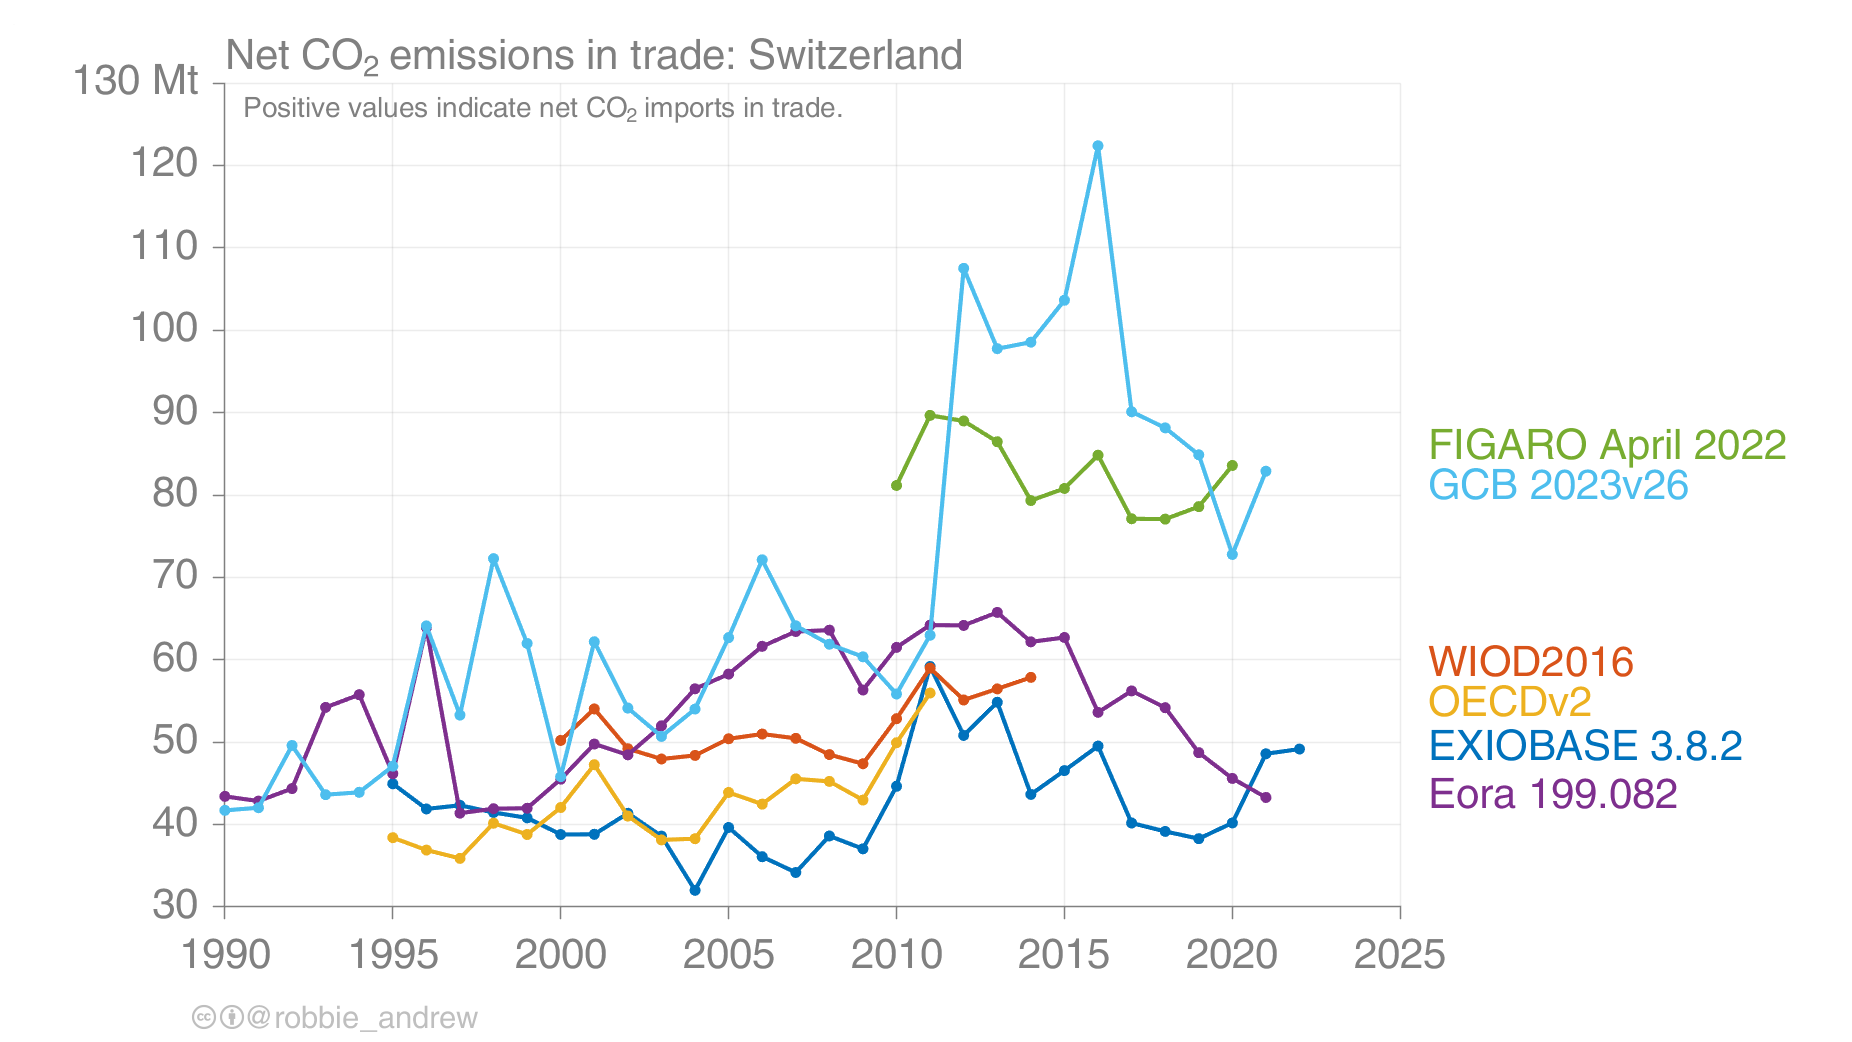 Net CO₂ emissions in trade: Switzerland
Positive values indicate net CO₂ imports in trade.
130 Mt
120
110
100
90
80
70
60
50
40
30
1990 1995 2000 2005 2010 2015 2020 2025
FIGARO April 2022
GCB 2023v26
WIOD2016
OECDv2
EXIOBASE 3.8.2
Eora 199.082
cc @robbie_andrew